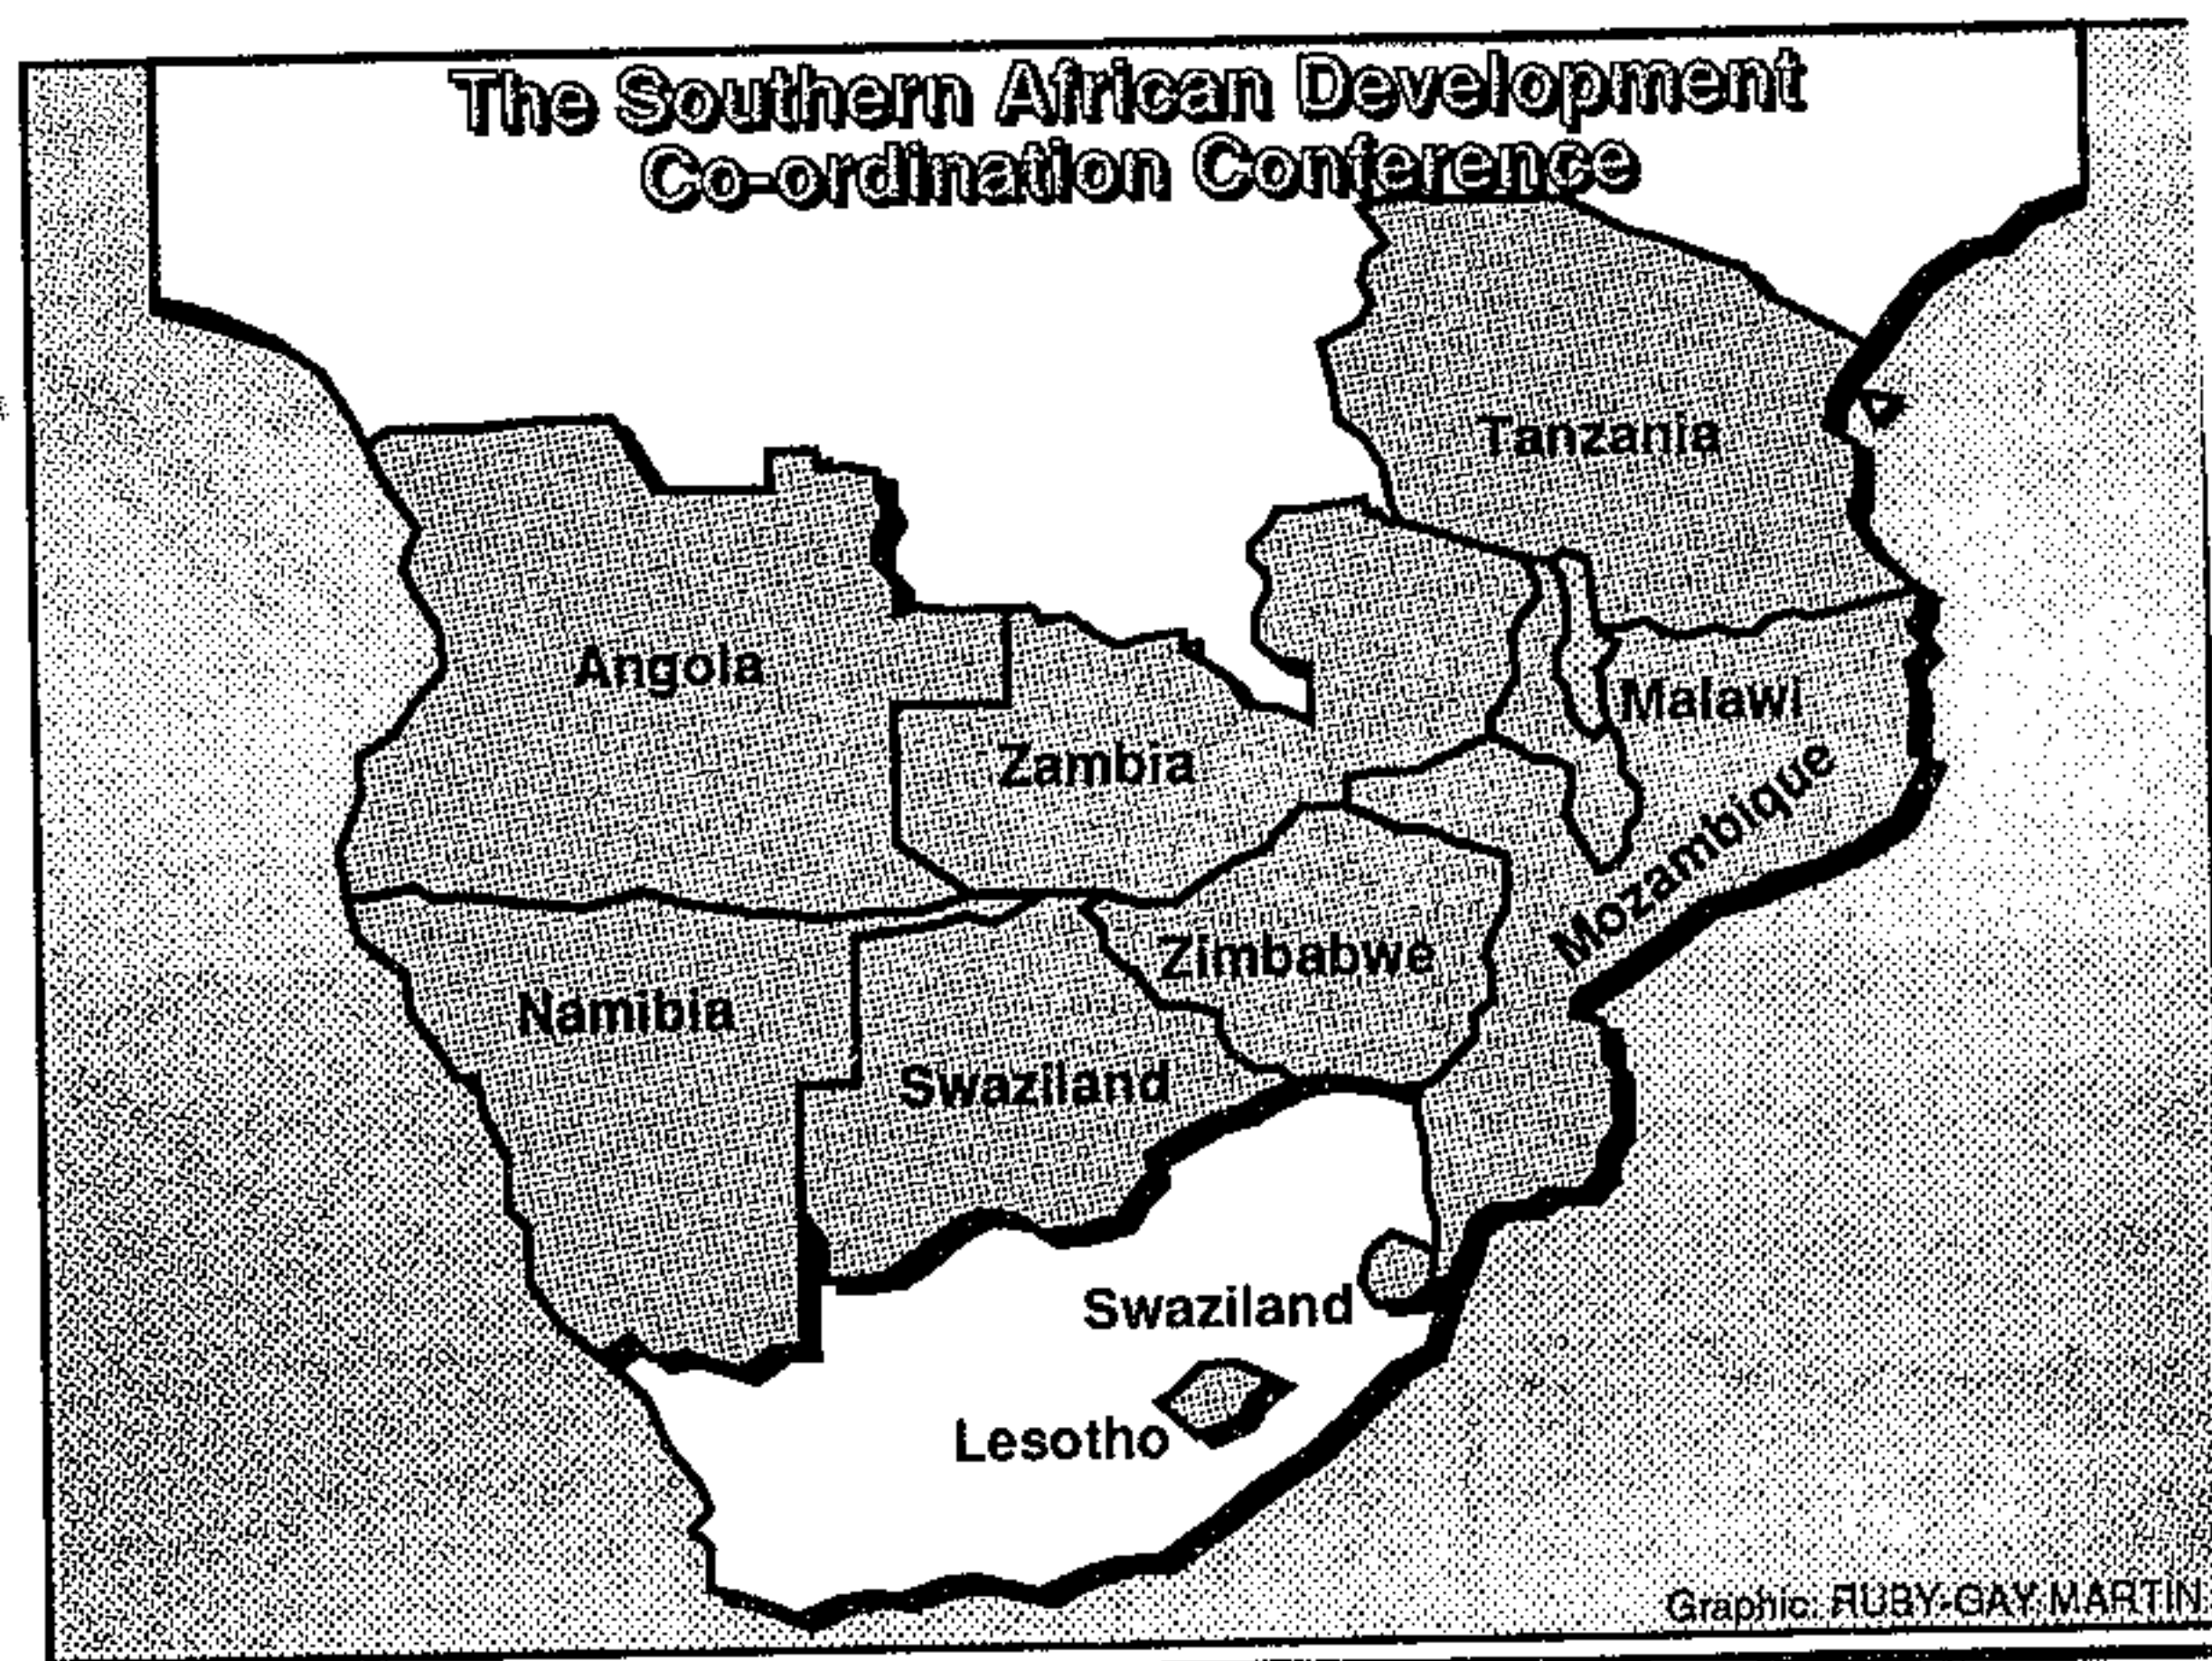 The Southern African Development
Co-ordination Conference
Tanzania
Angola
Malawi
Zambia
Mozambique
Zimbabwe
Namibia
Swaziland
Swaziland
Lesotho
Graphic: RUBY-GAY MARTIN